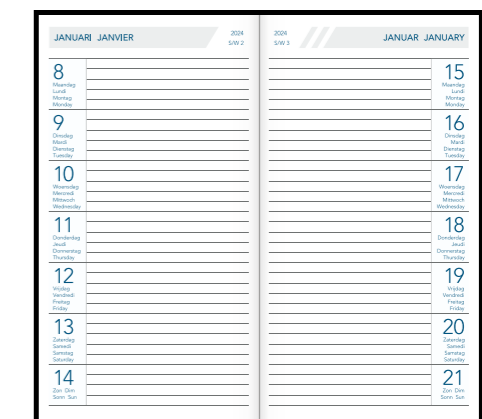 JANUARI JANVIER
2024
S/W 2
8
Maandag
Lundi
Montag
Monday
9
Dinsdag
Mardi
Dienstag
Tuesday
10
Woensdag
Mercredi
Mittwoch
Wednesday
11
Donderdag
Jeudi
Donnerstag
Thursday
12
Vrijdag
Vendredi
Freitag
Friday
13
Zaterdag
Samedi
Samstag
Saturday
14
Zon Dim
Sonn Sun
2024
S/W 3
JANUAR JANUARY
15
Maandag
Lundi
Montag
Monday
16
Dinsdag
Mardi
Dienstag
Tuesday
17
Woensdag
Mercredi
Mittwoch
Wednesday
18
Donderdag
Jeudi
Donnerstag
Thursday
19
Vrijdag
Vendredi
Freitag
Friday
20
Zaterdag
Samedi
Samstag
Saturday
21
Zon Dim
Sonn Sun